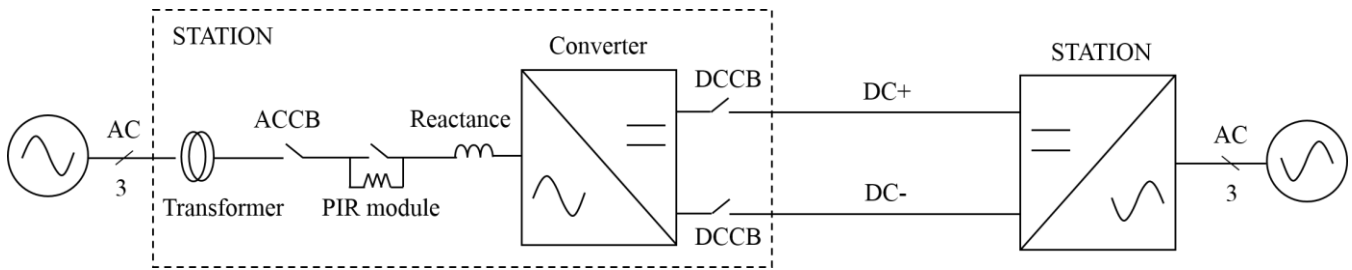 STATION
Converter
DCCB
STATION
DC+
ACCB
Reactance
AC
3
Transformer
PIR module
AC
3
DC-
DCCB